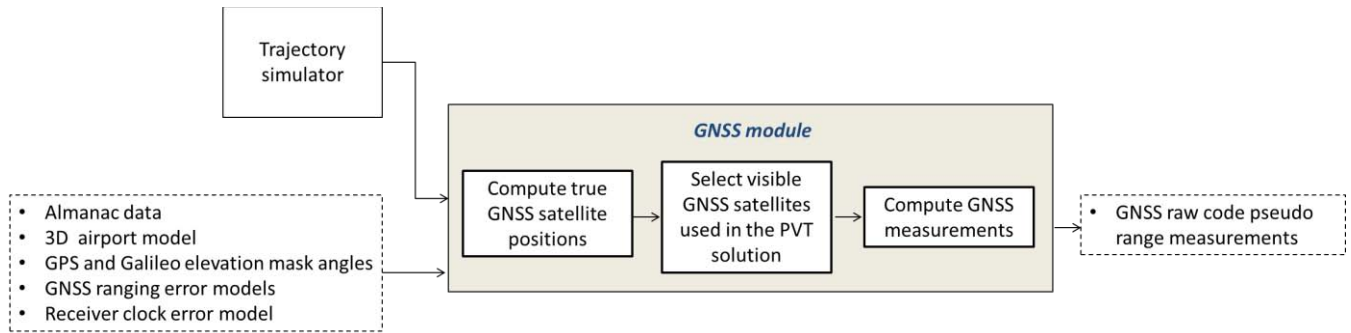 Trajectory
simulator
GNSS module
Compute true
GNSS satellite
positions
Select visible
GNSS satellites
used in the PVT
solution
Compute GNSS
measurements
• Almanac data
• 3D airport model
• GPS and Galileo elevation mask angles
• GNSS ranging error models
• Receiver clock error model
• GNSS raw code pseudo
range measurements